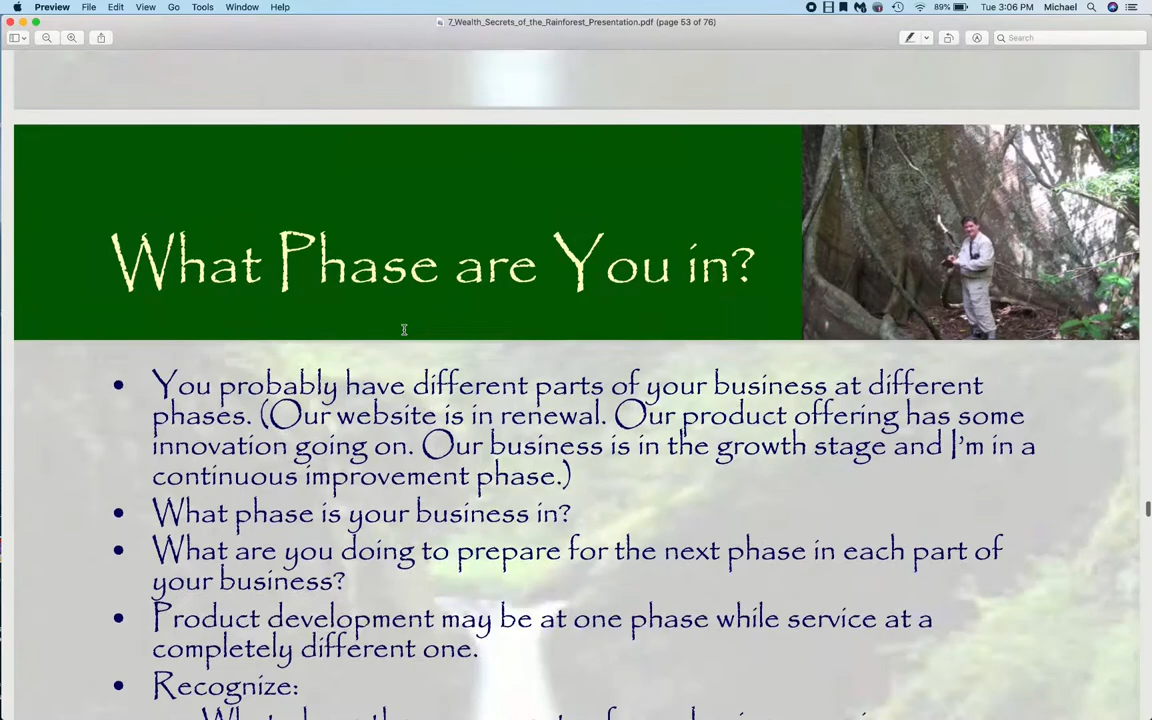 Preview File Edit View Go Tools Window Help 89% Tue 3:06 PM Michael
7_Wealth_Secrets_of_the_Rainforest_Presentation.pdf (page 53 of 76)
Search
What Phase are You in?
• You probably have different parts of your business at different
phases. (Our website is in renewal. Our product offering has some
innovation going on. Our business is in the growth stage and I'm in a
continuous improvement phase.)
• What phase is your business in?
• What are you doing to prepare for the next phase in each part of
your business?
• Product development may be at one phase while service at a
completely different one.
• Recognize: